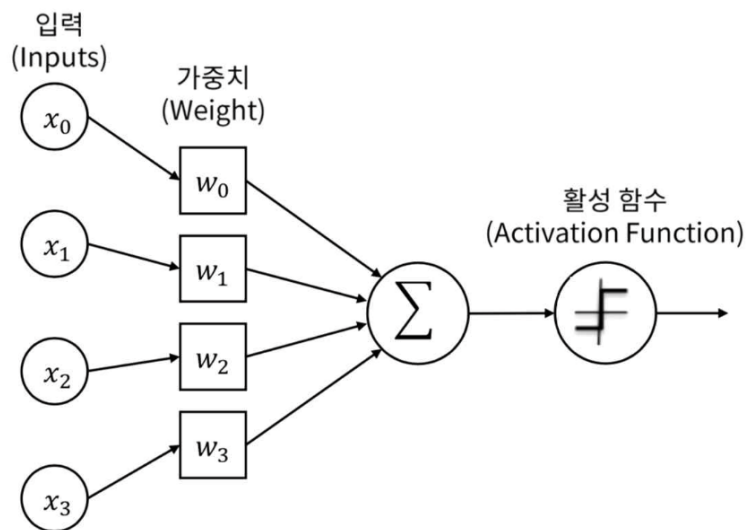 입력
(Inputs)
가중치
(Weight)
x₀
w₀
활성 함수
(Activation Function)
x₁
w₁
∑
x₂
w₂
w₃
x₃